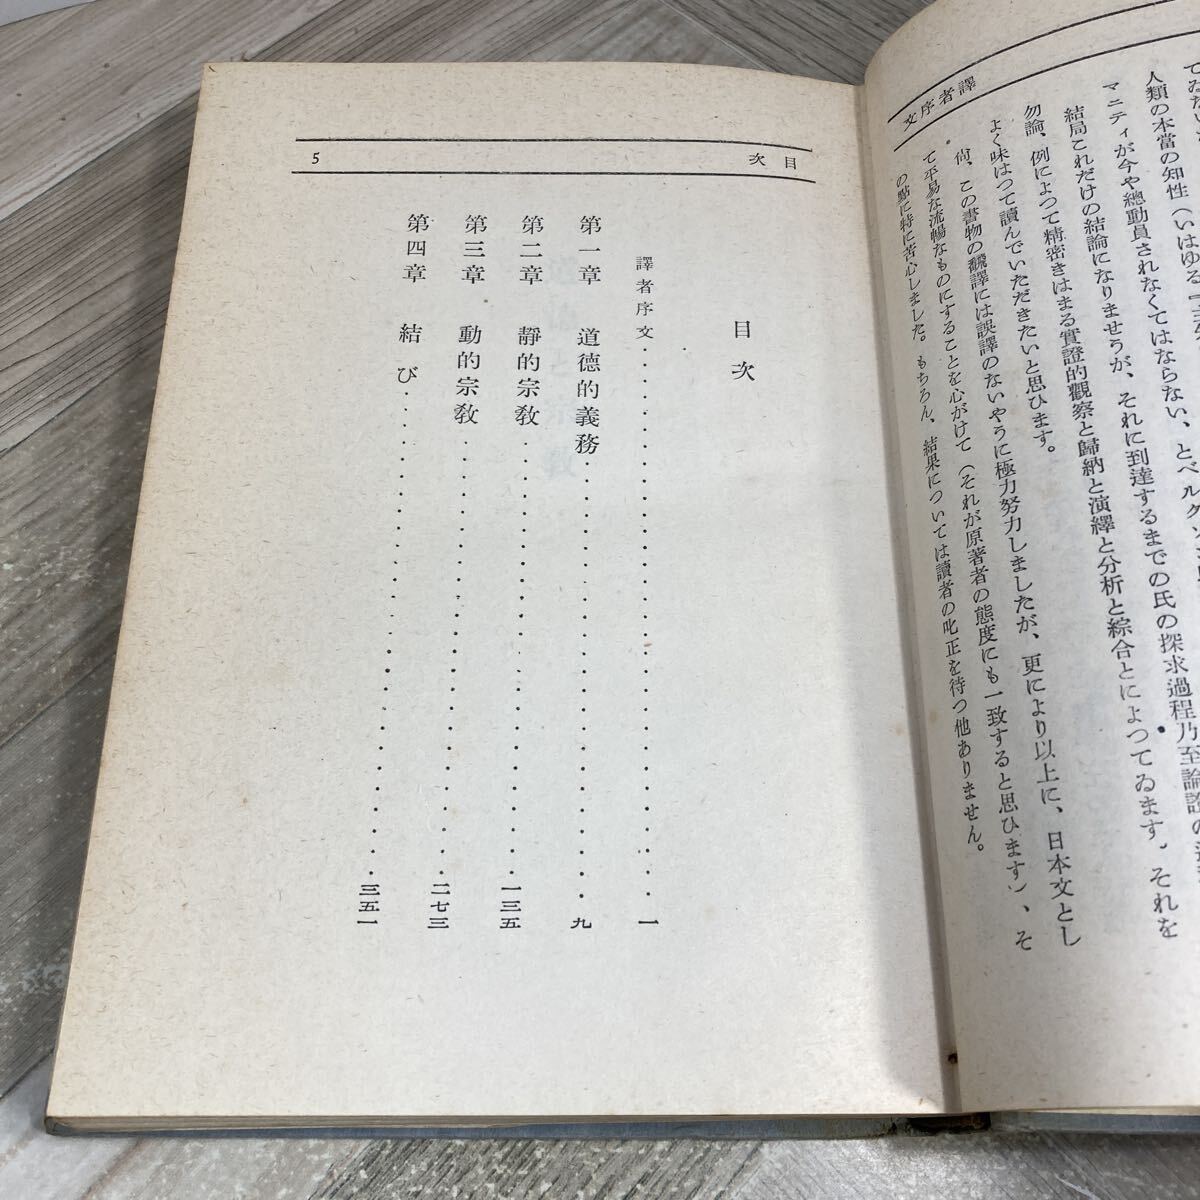 文序者譯
人類の本當の知性(いはゆる
マニティが今や總動員されなくてはならない、とベルクソン
結局これだけの結論になりませうが、それに到達するまでの氏の探求過程乃至論證の
勿論、例によつて精密きはまる實證的觀察と歸納と演繹と分析と綜合とによつてゐます。それを
よく味はつて讀んでいただきたいと思ひます。
尙、この書物の飜譯には誤譯のないやうに極力努力しましたが、更により以上に、日本文とし
て平易な流暢なものにすることを心がけて(それが原著者の態度にも一致すると思ひます)、そ
の點に特に苦心しました。もちろん、結果については讀者の叱正を待つ他ありません。
次目
5
目次
譯者序文……一
第一章 道德的義務……九
第二章 靜的宗敎……一三五
第三章 動的宗敎……二七三
第四章 結び……三五一